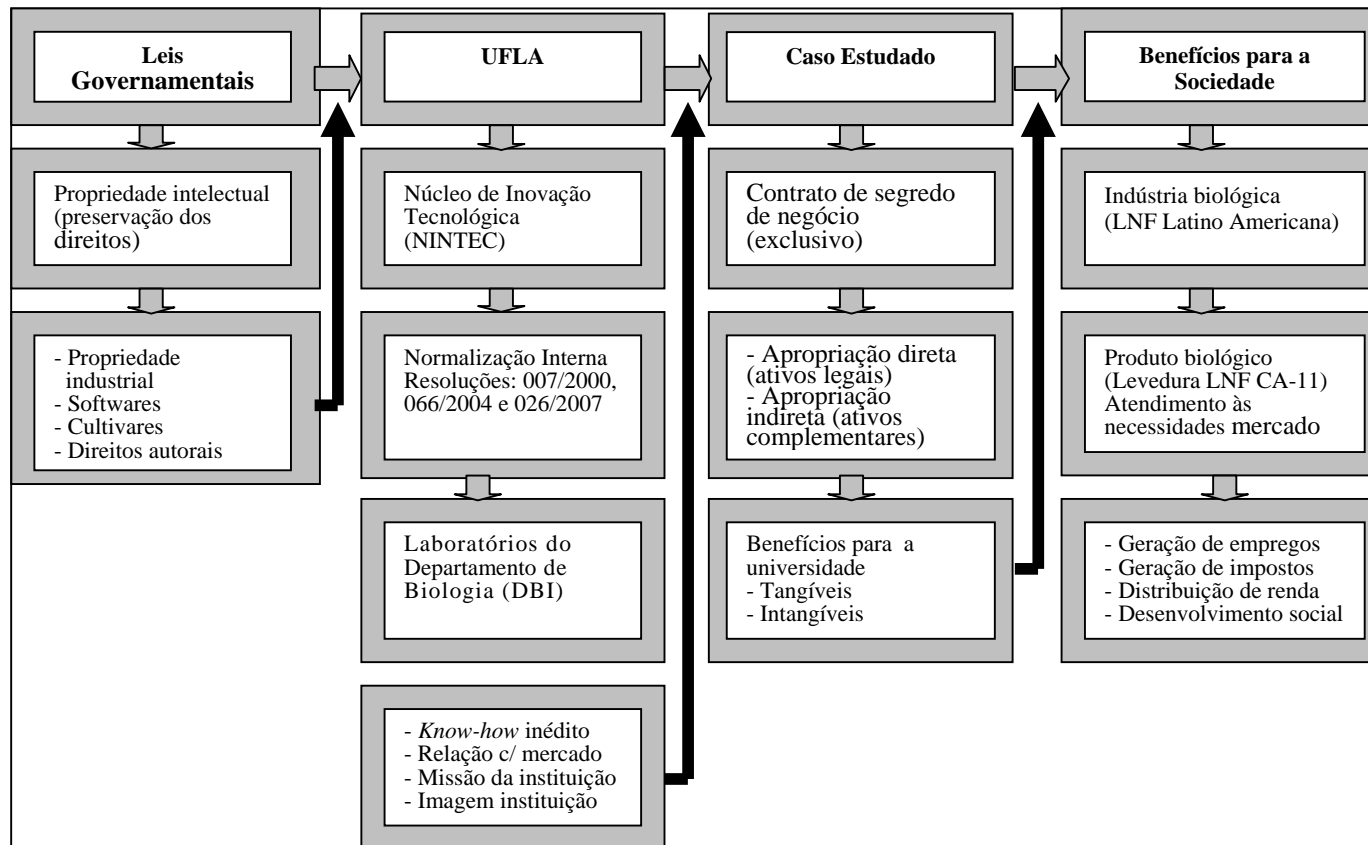 Leis
Governamentais
Propriedade intelectual
(preservação dos
direitos)
- Propriedade
industrial
- Softwares
- Cultivares
- Direitos autorais
UFLA
Núcleo de Inovação
Tecnológica
(NINTEC)
Normalização Interna
Resoluções: 007/2000,
066/2004 e 026/2007
Laboratórios do
Departamento de
Biologia (DBI)
- Know-how inédito
- Relação c/ mercado
- Missão da instituição
- Imagem instituição
Caso Estudado
Contrato de segredo
de negócio
(exclusivo)
- Apropriação direta
(ativos legais)
- Apropriação
indireta (ativos
complementares)
Benefícios para a
universidade
- Tangíveis
- Intangíveis
Benefícios para a
Sociedade
Indústria biológica
(LNF Latino Americana)
Produto biológico
(Levedura LNF CA-11)
Atendimento às
necessidades mercado
- Geração de empregos
- Geração de impostos
- Distribuição de renda
- Desenvolvimento social